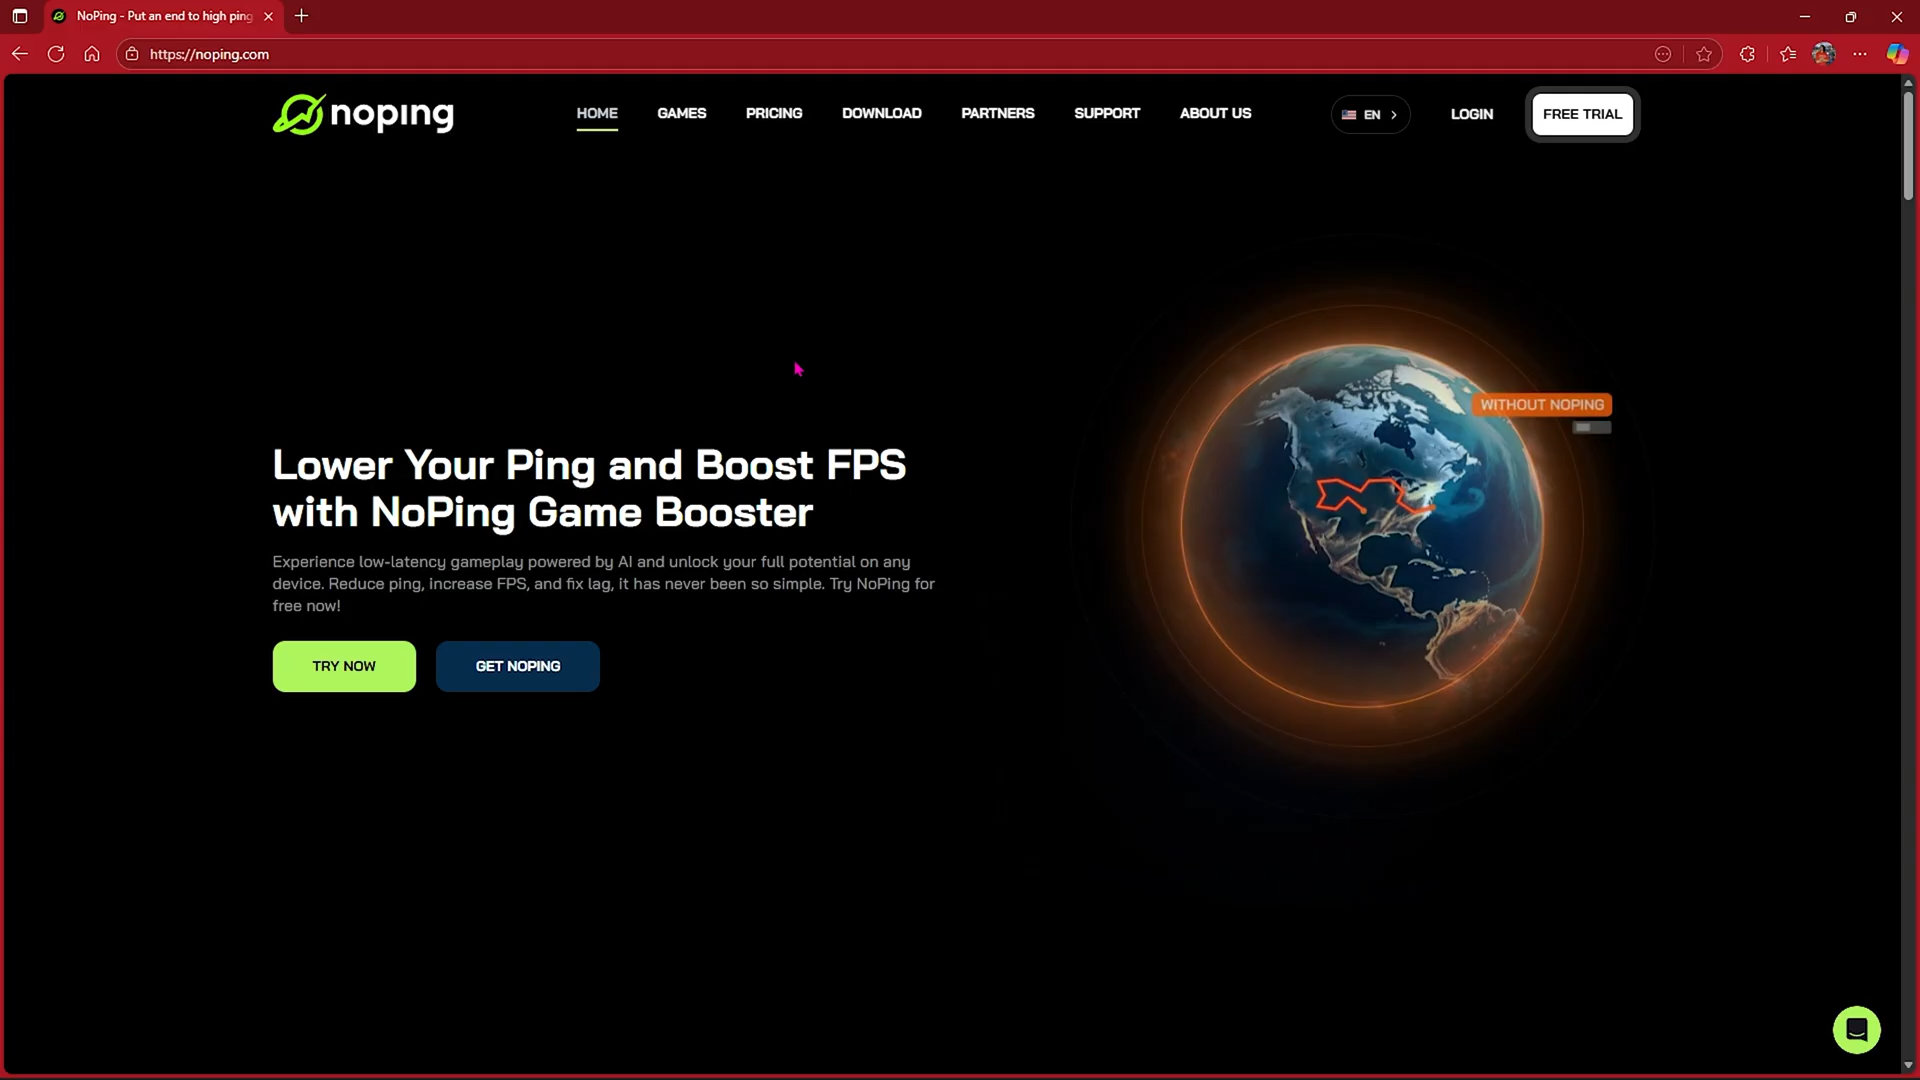 NoPing - Put an end to high ping
https://noping.com
noping
HOME
GAMES
PRICING
DOWNLOAD
PARTNERS
SUPPORT
ABOUT US
EN
LOGIN
FREE TRIAL
WITHOUT NOPING
Lower Your Ping and Boost FPS
with NoPing Game Booster
Experience low-latency gameplay powered by AI and unlock your full potential on any
device. Reduce ping, increase FPS, and fix lag, it has never been so simple. Try NoPing for
free now!
TRY NOW
GET NOPING